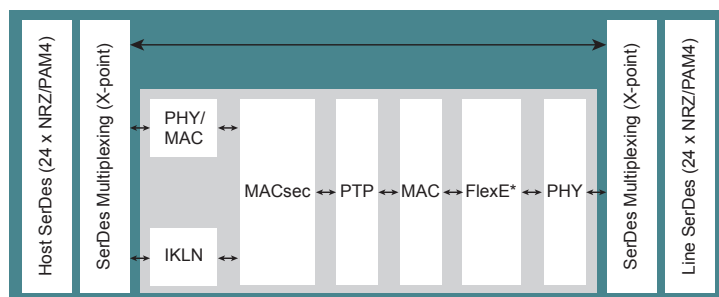 Host SerDes (24 x NRZ/PAM4)
SerDes Multiplexing (X-point)
PHY/
MAC
IKLN
MACsec
PTP
MAC
FlexE*
PHY
SerDes Multiplexing (X-point)
Line SerDes (24 x NRZ/PAM4)